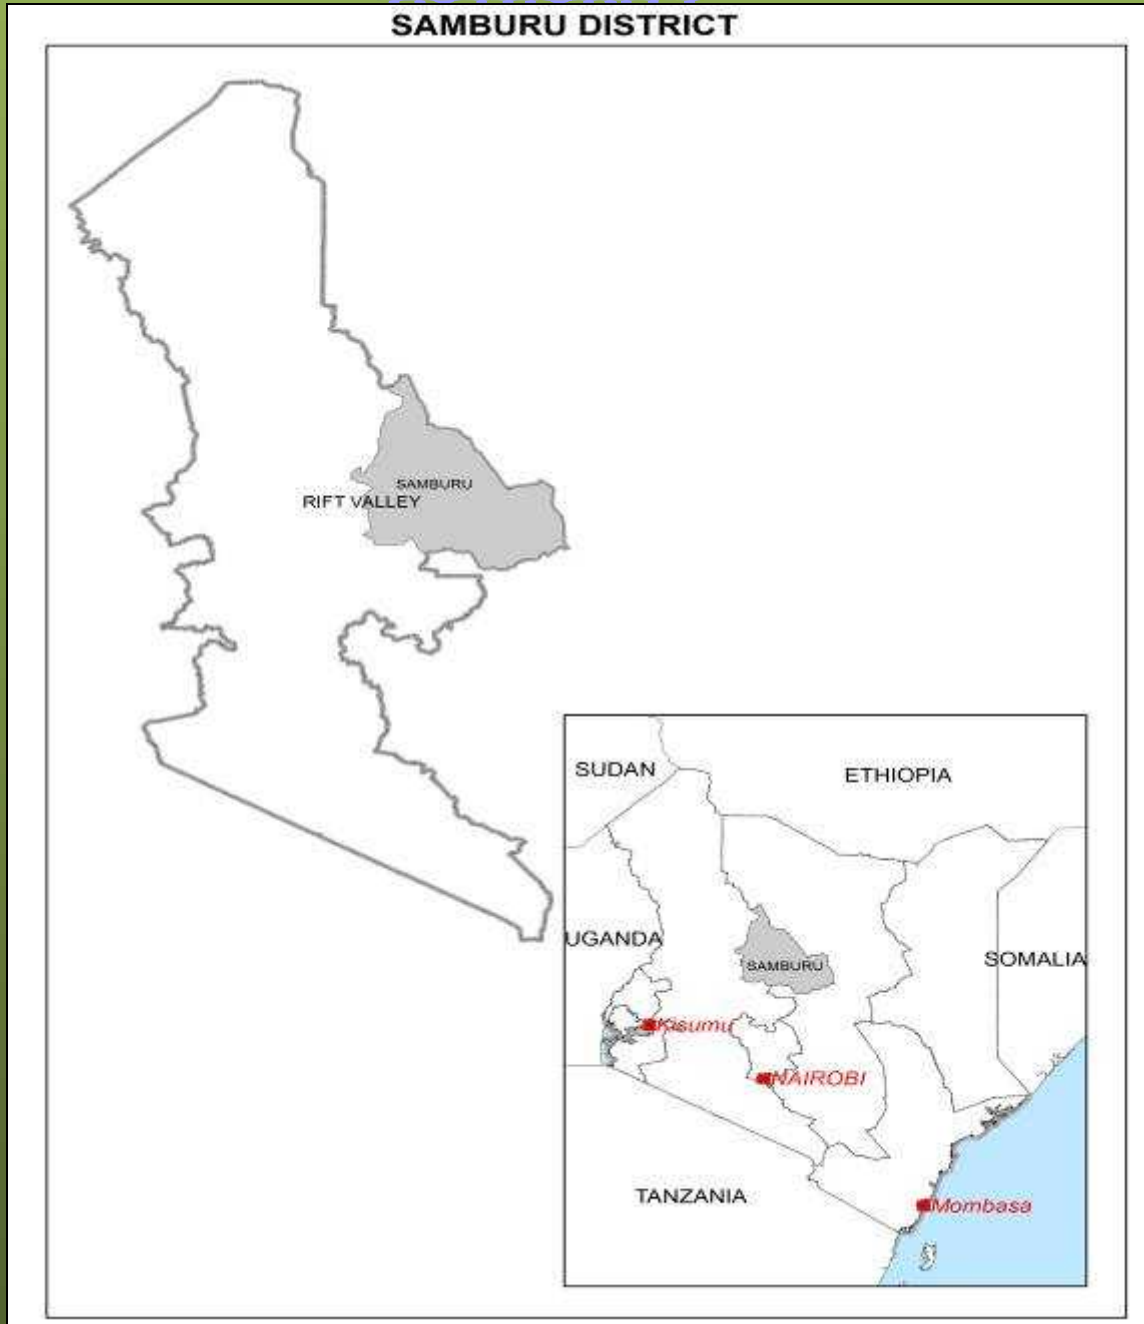 SAMBURU DISTRICT
SAMBURU
RIFT VALLEY
SUDAN
ETHIOPIA
UGANDA
SAMBURU
SOMALIA
Kisumu
NAIROBI
TANZANIA
Mombasa